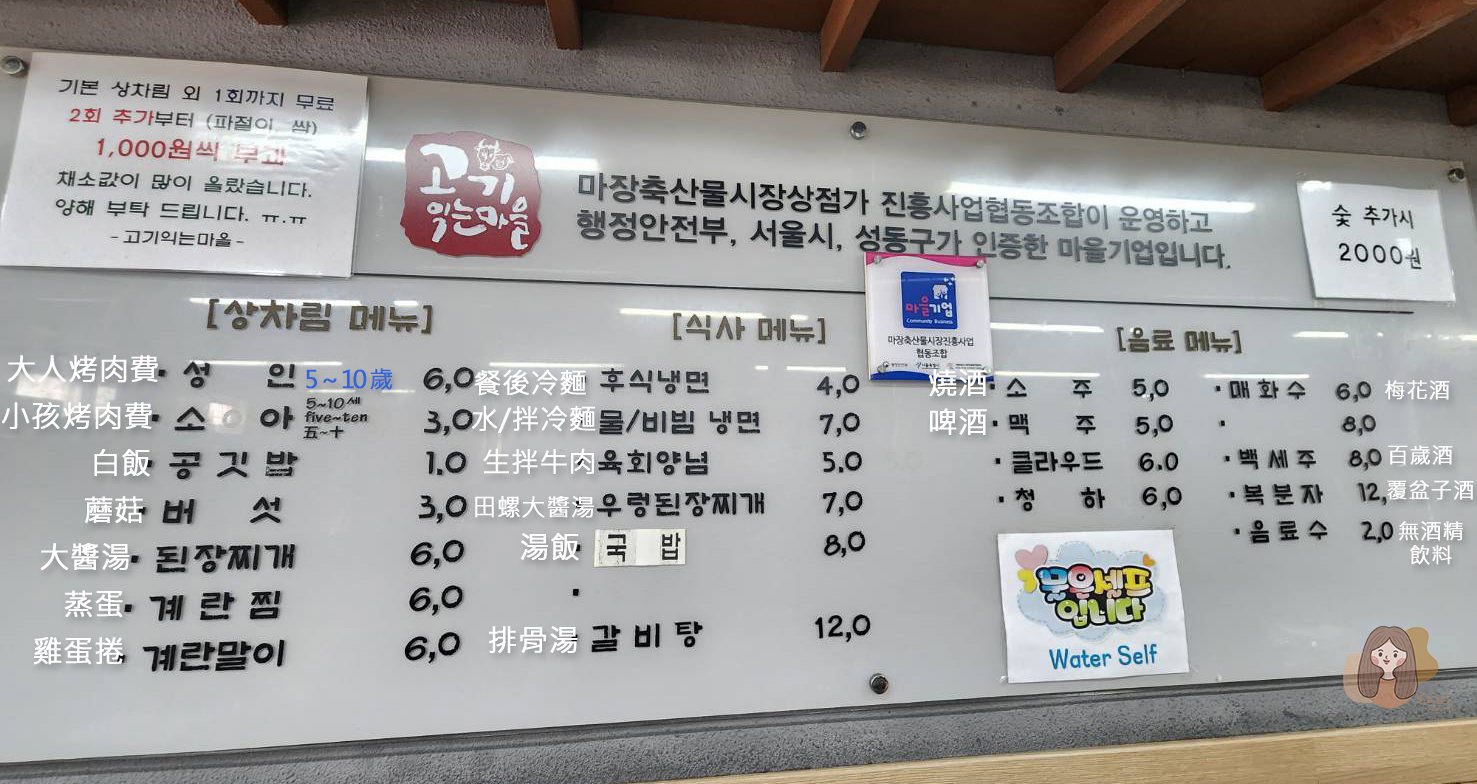 기본 상차림 외 1회까지 무료
2회 추가부터 (파절이, 쌈)
1,000원씩 부과
채소값이 많이 올랐습니다.
양해 부탁 드립니다. ㅠ.ㅠ
-고기익는마을-
고기
익는마을
마장축산물시장상점가 진흥사업협동조합이 운영하고
행정안전부, 서울시, 성동구가 인증한 마을기업입니다.
숯 추가시
2000원
마을기업
Community Business
마장축산물시장진흥사업
협동조합
[상차림 메뉴]
大人烤肉費 · 성 인 5~10歲 6,0
小孩烤肉費 · 소 아 5~10세 five~ten 五~十 3,0
白飯 · 공깃밥 1.0
蘑菇 · 버 섯 3,0
大醬湯 · 된장찌개 6,0
蒸蛋 · 계란찜 6,0
雞蛋捲 · 계란말이 6,0
[식사 메뉴]
餐後冷麵 후식냉면 4,0
水/拌冷麵 물/비빔 냉면 7,0
生拌牛肉 · 육회양념 5.0
田螺大醬湯 · 우렁된장찌개 7,0
湯飯 · 국 밥 8,0
·
排骨湯 · 갈비탕 12,0
[음료 메뉴]
燒酒 · 소 주 5,0
啤酒 · 맥 주 5,0
· 클라우드 6.0
· 청 하 6,0
· 매화수 6,0 梅花酒
· 8,0
· 백세주 8,0 百歲酒
· 복분자 12, 覆盆子酒
· 음료수 2,0 無酒精
飲料
물은셀프
입니다
Water Self